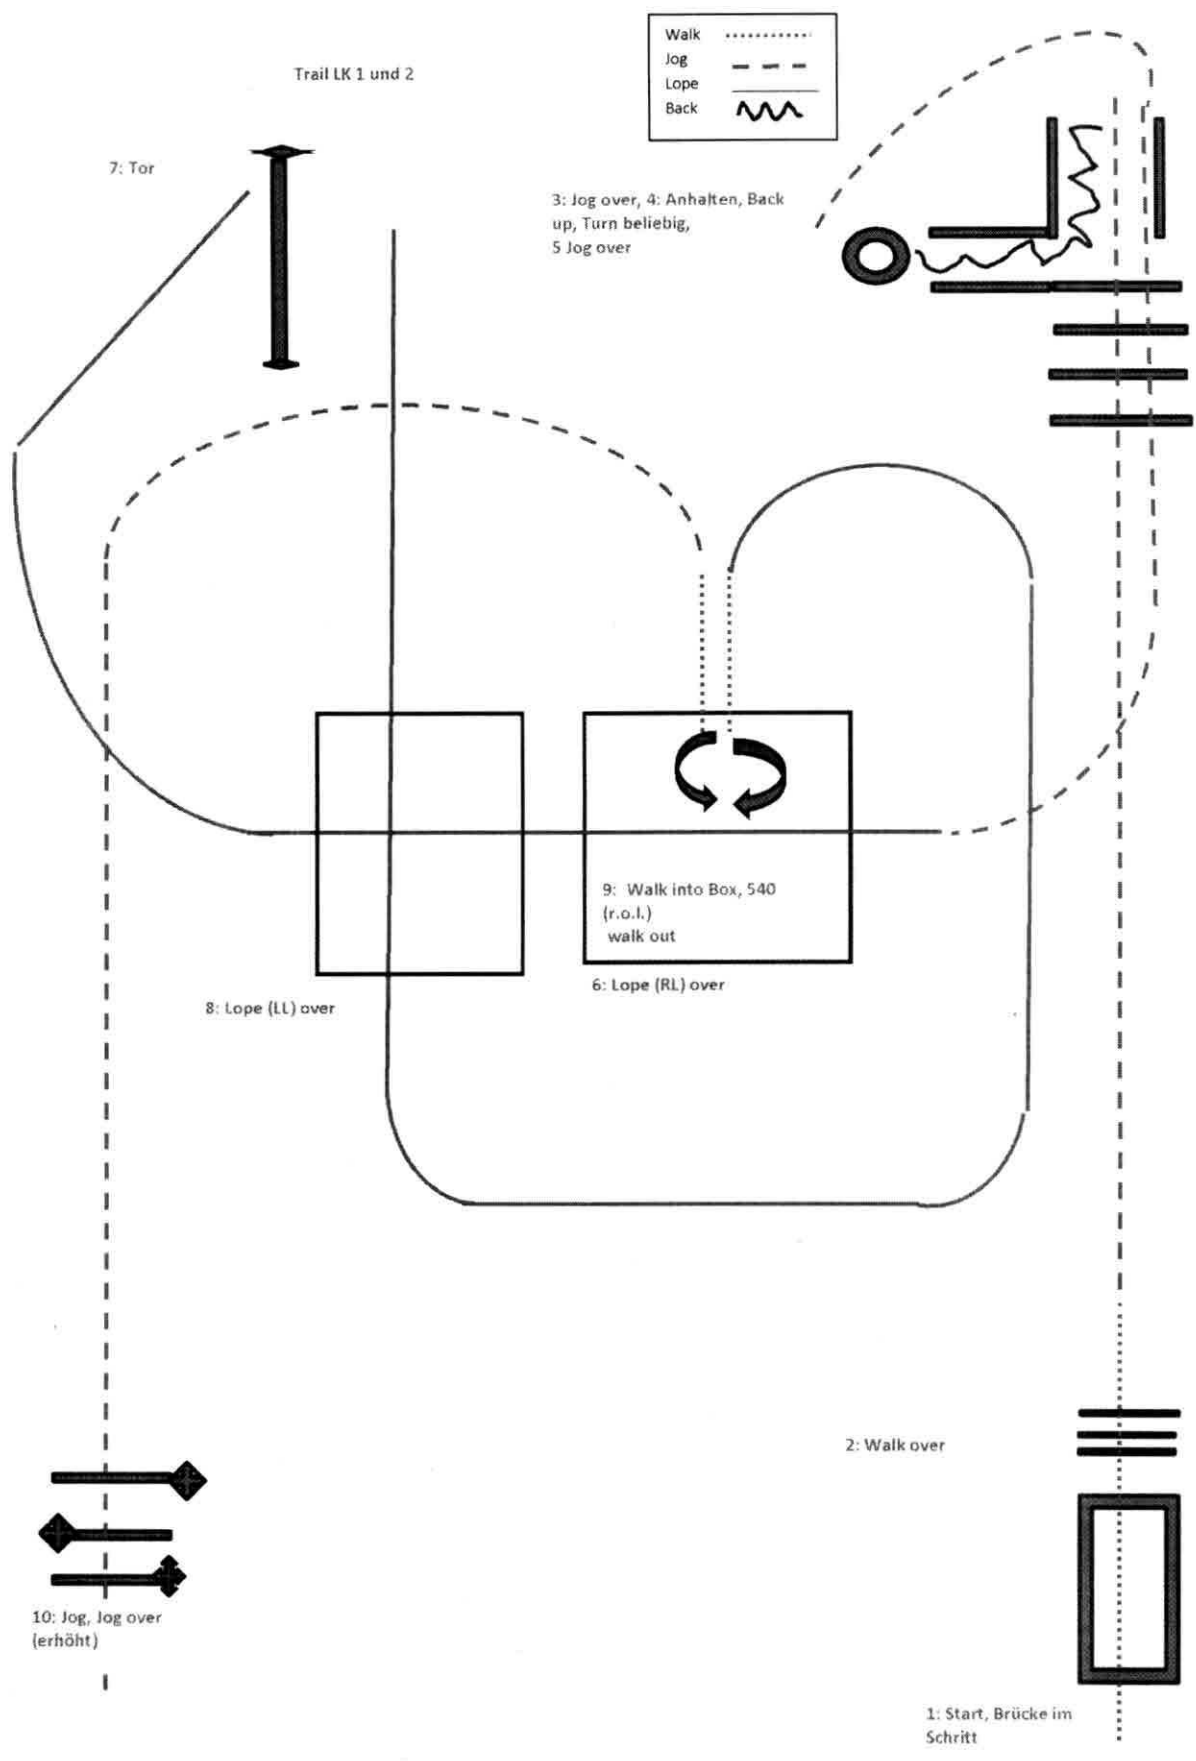 Trail LK 1 und 2
Walk
Jog
Lope
Back
7: Tor
3: Jog over, 4: Anhalten, Back
up, Turn beliebig,
5 Jog over
9: Walk into Box, 540
(r.o.l.)
walk out
6: Lope (RL) over
8: Lope (LL) over
2: Walk over
10: Jog, Jog over
(erhöht)
1: Start, Brücke im
Schritt